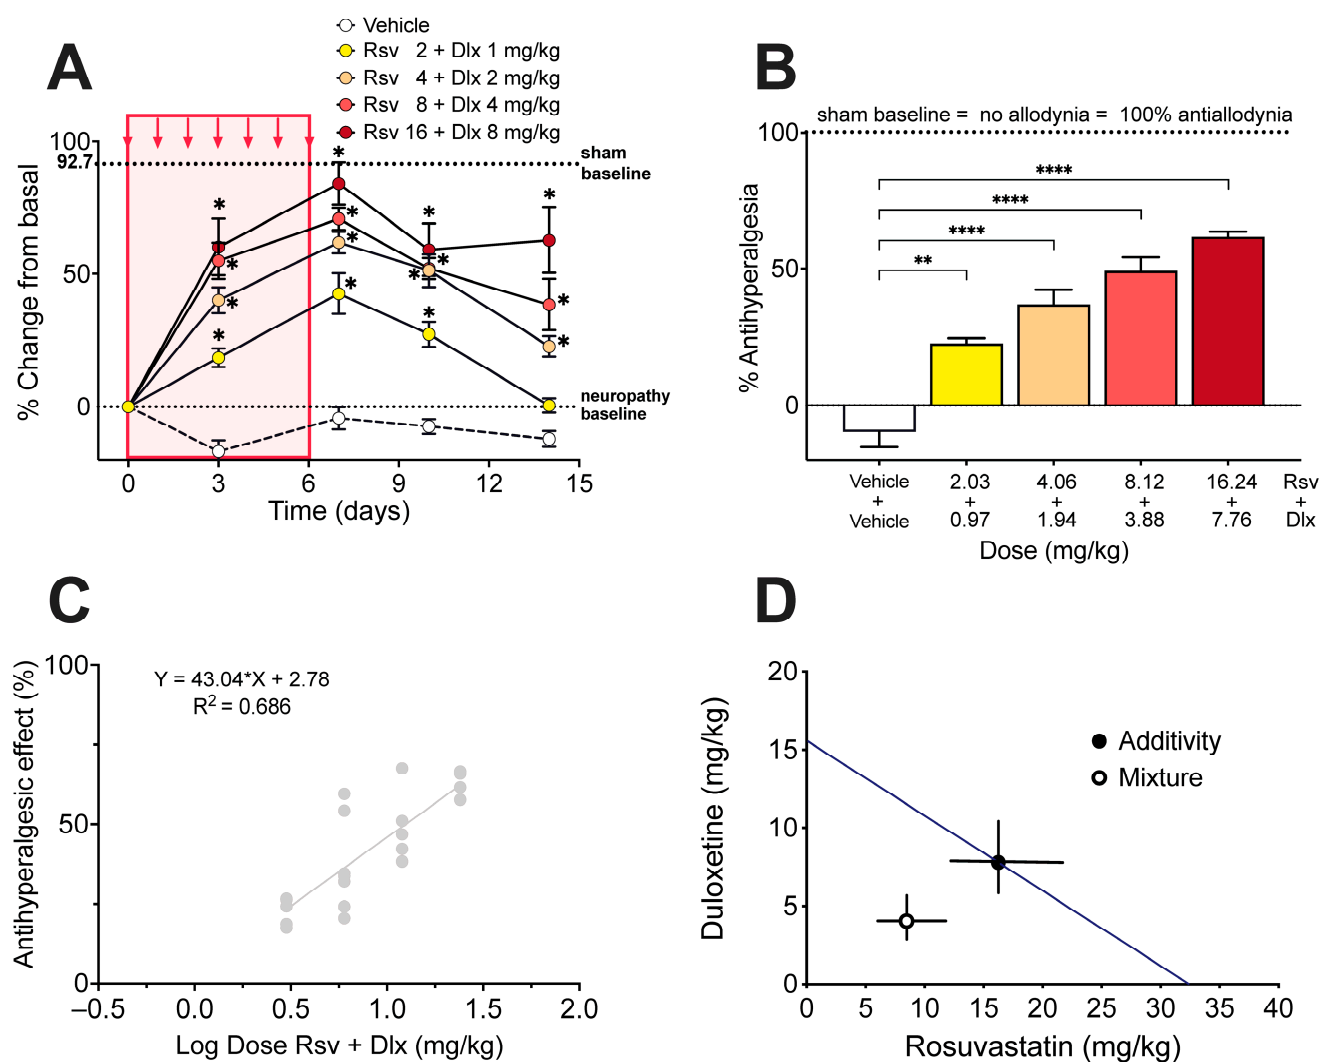 A
Vehicle
Rsv 2 + Dlx 1 mg/kg
Rsv 4 + Dlx 2 mg/kg
Rsv 8 + Dlx 4 mg/kg
Rsv 16 + Dlx 8 mg/kg
% Change from basal
100
92.7
50
0
sham
baseline
neuropathy
baseline
* * * *
* * * *
* * * *
* * *
0 3 6 9 12 15
Time (days)
B
sham baseline = no allodynia = 100% antiallodynia
% Antihyperalgesia
100
50
0
****
****
****
**
Vehicle 2.03 4.06 8.12 16.24 Rsv
+ + + + + +
Vehicle 0.97 1.94 3.88 7.76 Dlx
Dose (mg/kg)
C
Antihyperalgesic effect (%)
100
50
0
Y = 43.04*X + 2.78
R2 = 0.686
–0.5 0.0 0.5 1.0 1.5 2.0
Log Dose Rsv + Dlx (mg/kg)
D
Duloxetine (mg/kg)
20
15
10
5
0
Additivity
Mixture
0 5 10 15 20 25 30 35 40
Rosuvastatin (mg/kg)